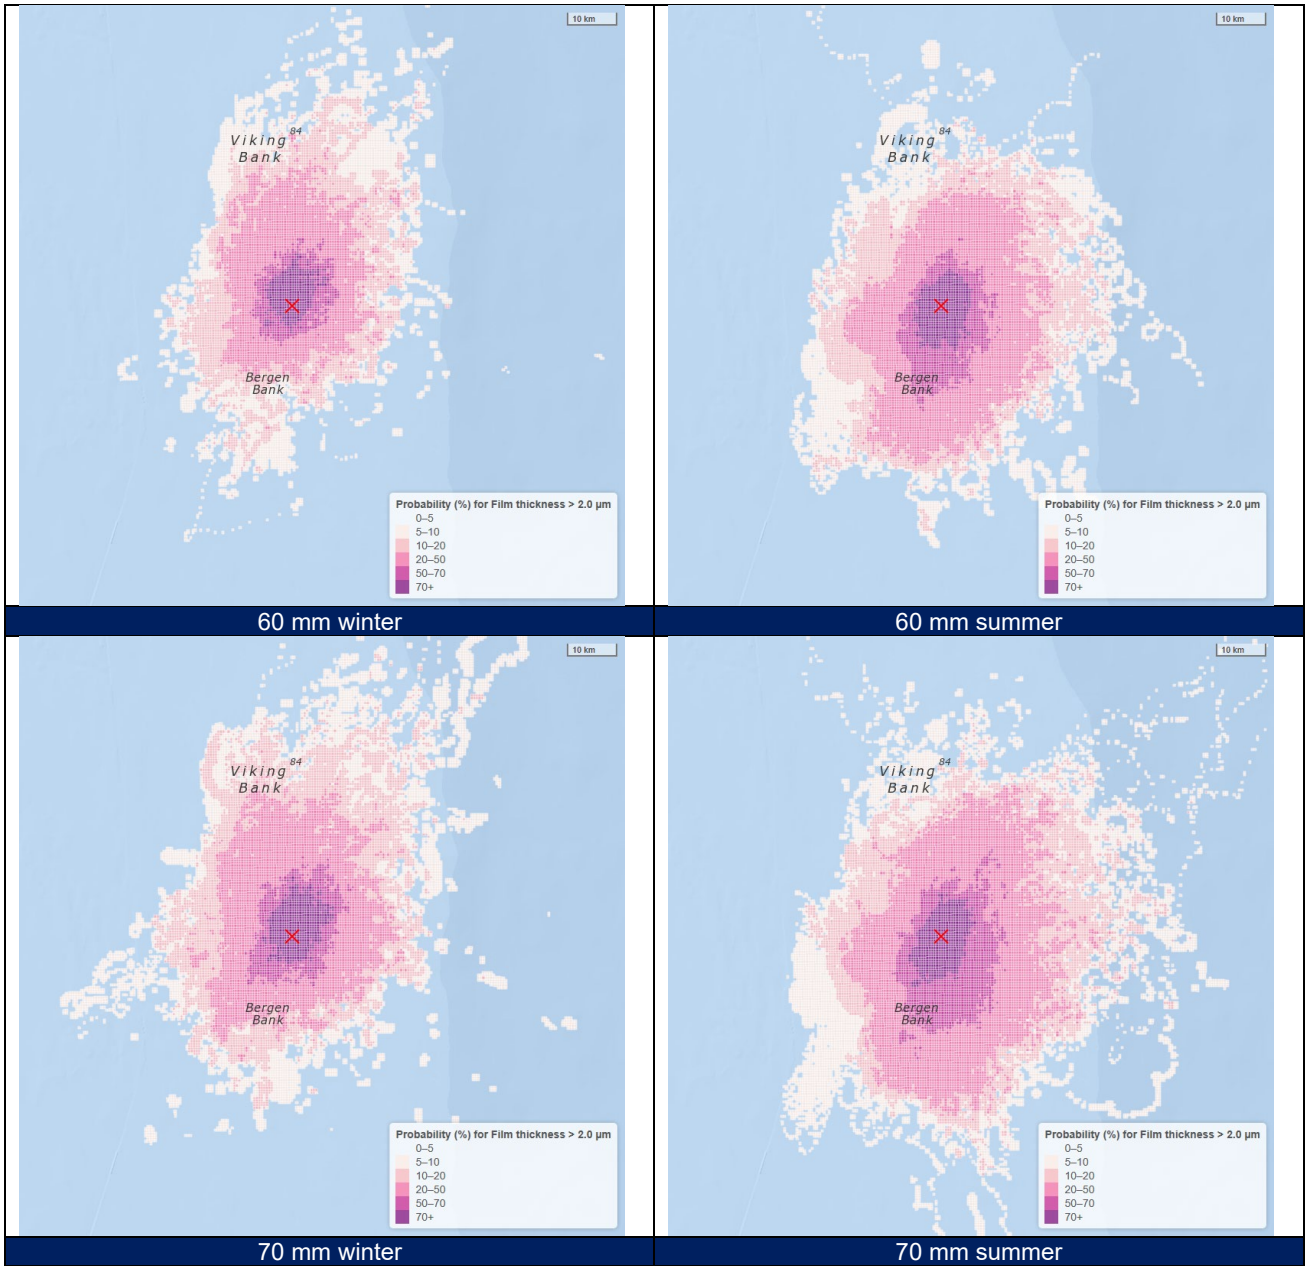 10 km
84
Viking
Bank
Bergen
Bank
Probability (%) for Film thickness > 2.0 µm
0–5
5–10
10–20
20–50
50–70
70+
10 km
84
Viking
Bank
Bergen
Bank
Probability (%) for Film thickness > 2.0 µm
0–5
5–10
10–20
20–50
50–70
70+
60 mm winter
60 mm summer
10 km
84
Viking
Bank
Bergen
Bank
Probability (%) for Film thickness > 2.0 µm
0–5
5–10
10–20
20–50
50–70
70+
10 km
84
Viking
Bank
Bergen
Bank
Probability (%) for Film thickness > 2.0 µm
0–5
5–10
10–20
20–50
50–70
70+
70 mm winter
70 mm summer